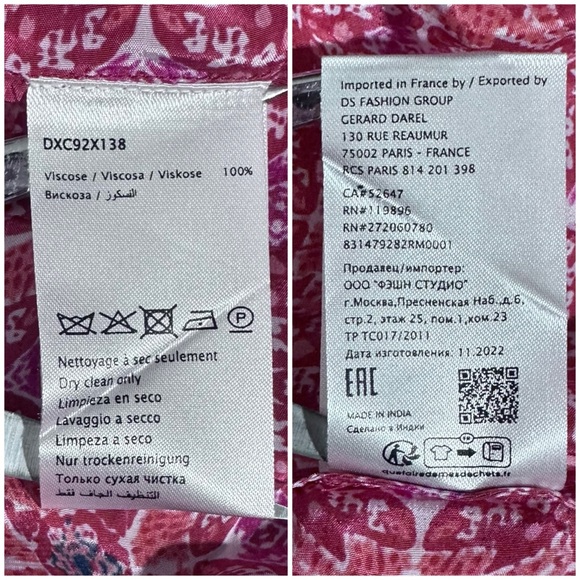 DXC92X138
Viscose / Viscosa / Viskose 100%
Вискоза / الفسكوز
P
Nettoyage à sec seulement
Dry clean only
Limpieza en seco
Lavaggio a secco
Limpeza a seco
Nur trockenreinigung
Только сухая чистка
التنظيف الجاف فقط
Imported in France by / Exported by
DS FASHION GROUP
GERARD DAREL
130 RUE REAUMUR
75002 PARIS - FRANCE
RCS PARIS 814 201 398
CA#52647
RN#119896
RN#272060780
831479282RM0001
Продавец/импортер:
ООО "ФЭШН СТУДИО"
г.Москва,Пресненская Наб.,д.6,
стр.2, этаж 25, пом.1,ком.23
ТР ТС017/2011
Дата изготовления: 11.2022
EAC
MADE IN INDIA
Сделано в Индии
FR
quefairedemesdechets.fr